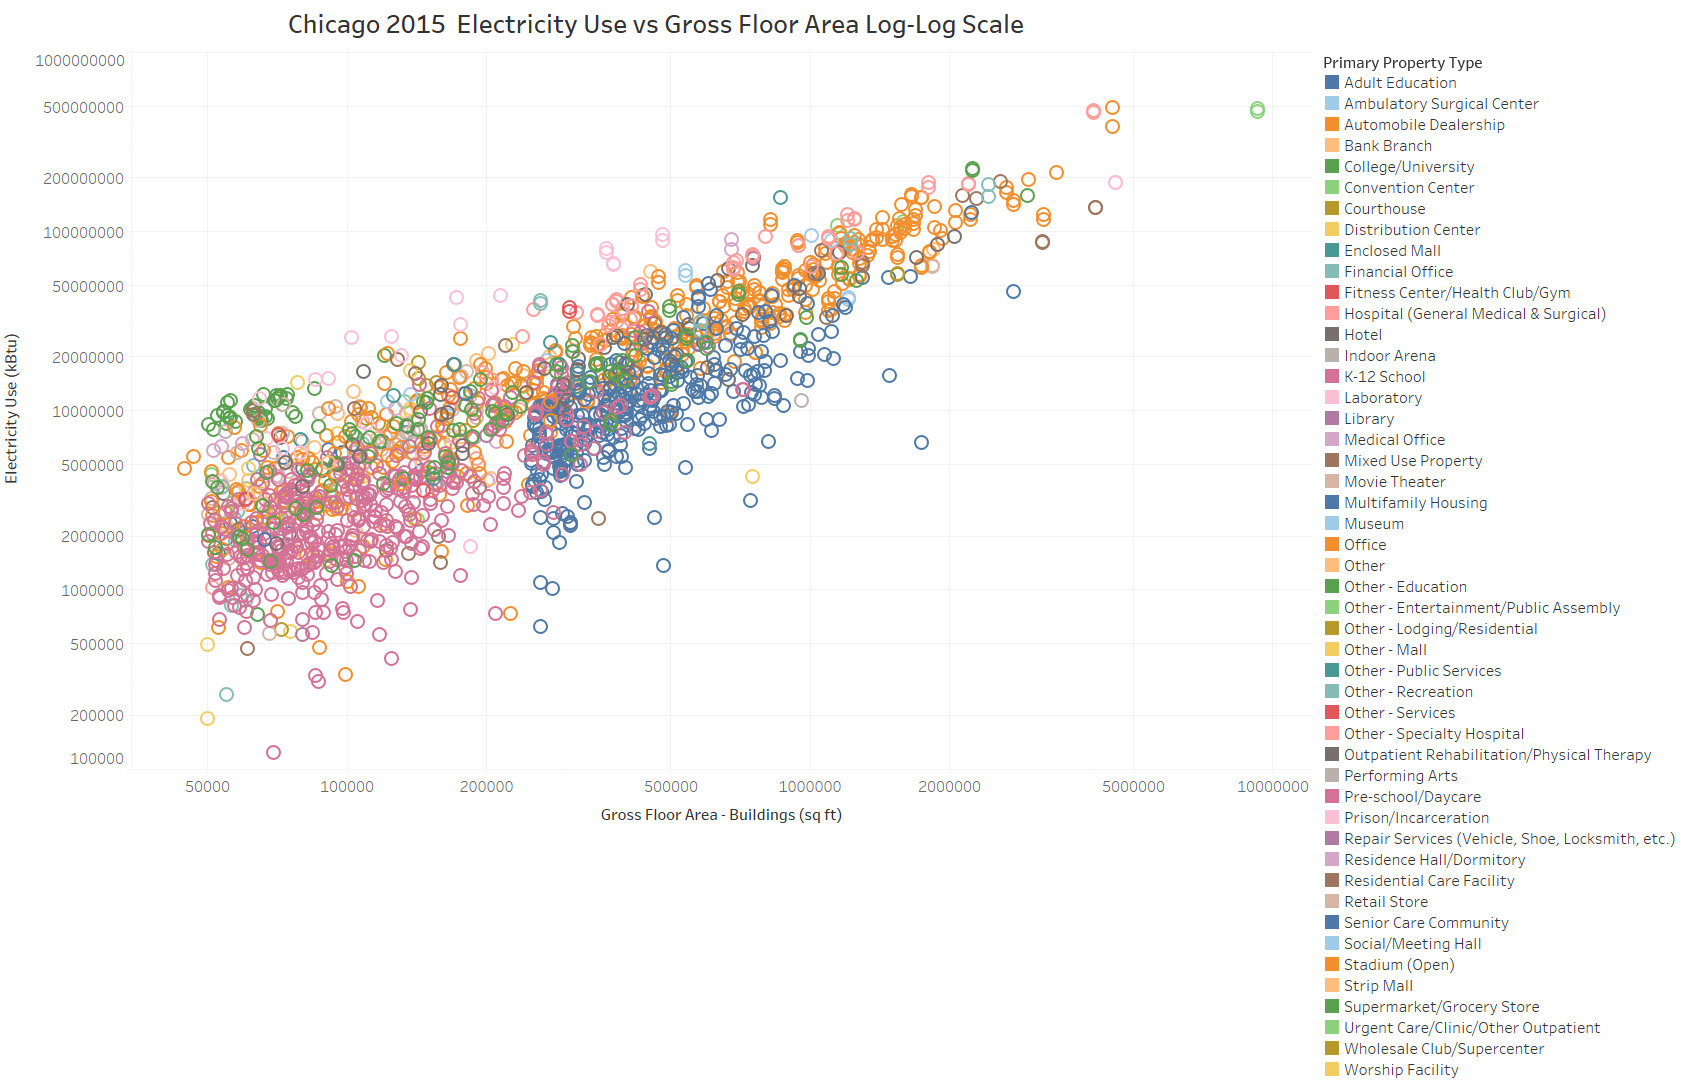 Chicago 2015  Electricity Use vs Gross Floor Area Log-Log Scale
Electricity Use (kBtu)
1000000000
500000000
200000000
100000000
50000000
20000000
10000000
5000000
2000000
1000000
500000
200000
100000
50000
100000
200000
500000
1000000
2000000
5000000
10000000
Gross Floor Area - Buildings (sq ft)
Primary Property Type
Adult Education
Ambulatory Surgical Center
Automobile Dealership
Bank Branch
College/University
Convention Center
Courthouse
Distribution Center
Enclosed Mall
Financial Office
Fitness Center/Health Club/Gym
Hospital (General Medical & Surgical)
Hotel
Indoor Arena
K-12 School
Laboratory
Library
Medical Office
Mixed Use Property
Movie Theater
Multifamily Housing
Museum
Office
Other
Other - Education
Other - Entertainment/Public Assembly
Other - Lodging/Residential
Other - Mall
Other - Public Services
Other - Recreation
Other - Services
Other - Specialty Hospital
Outpatient Rehabilitation/Physical Therapy
Performing Arts
Pre-school/Daycare
Prison/Incarceration
Repair Services (Vehicle, Shoe, Locksmith, etc.)
Residence Hall/Dormitory
Residential Care Facility
Retail Store
Senior Care Community
Social/Meeting Hall
Stadium (Open)
Strip Mall
Supermarket/Grocery Store
Urgent Care/Clinic/Other Outpatient
Wholesale Club/Supercenter
Worship Facility